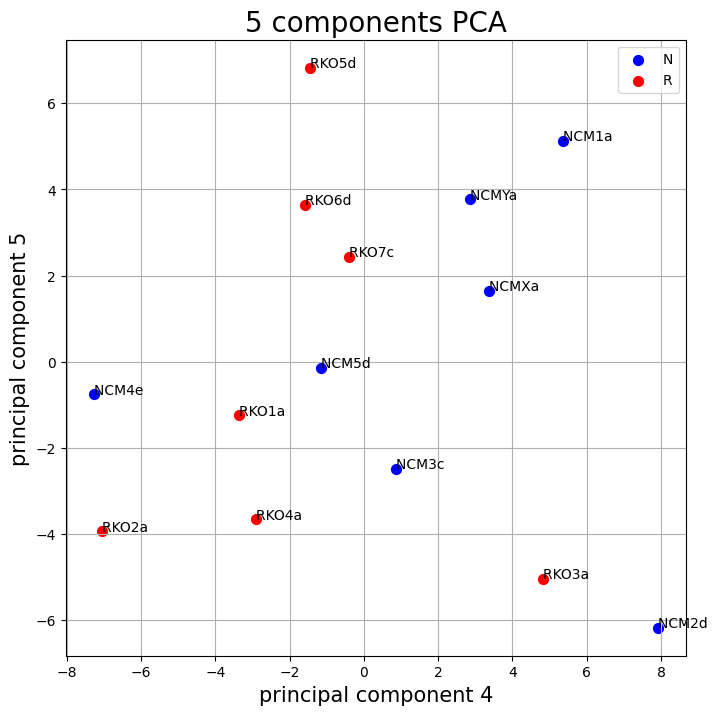 5 components PCA
N
R
RKO5d
NCM1a
NCMYa
RKO6d
RKO7c
NCMXa
NCM5d
NCM4e
RKO1a
NCM3c
RKO4a
RKO2a
RKO3a
NCM2d
6
4
2
0
−2
−4
−6
principal component 5
−8
−6
−4
−2
0
2
4
6
8
principal component 4